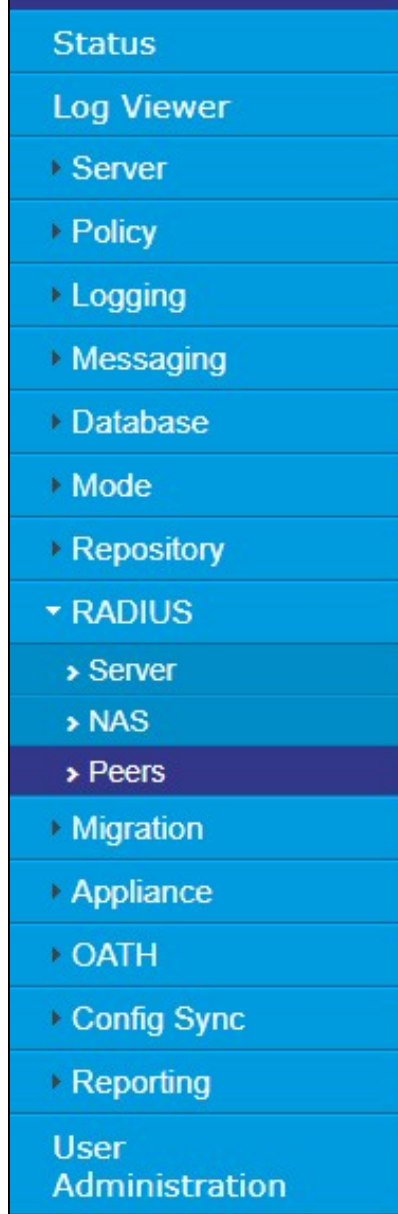 Status
Log Viewer
Server
Policy
Logging
Messaging
Database
Mode
Repository
RADIUS
Server
NAS
Peers
Migration
Appliance
OATH
Config Sync
Reporting
User
Administration